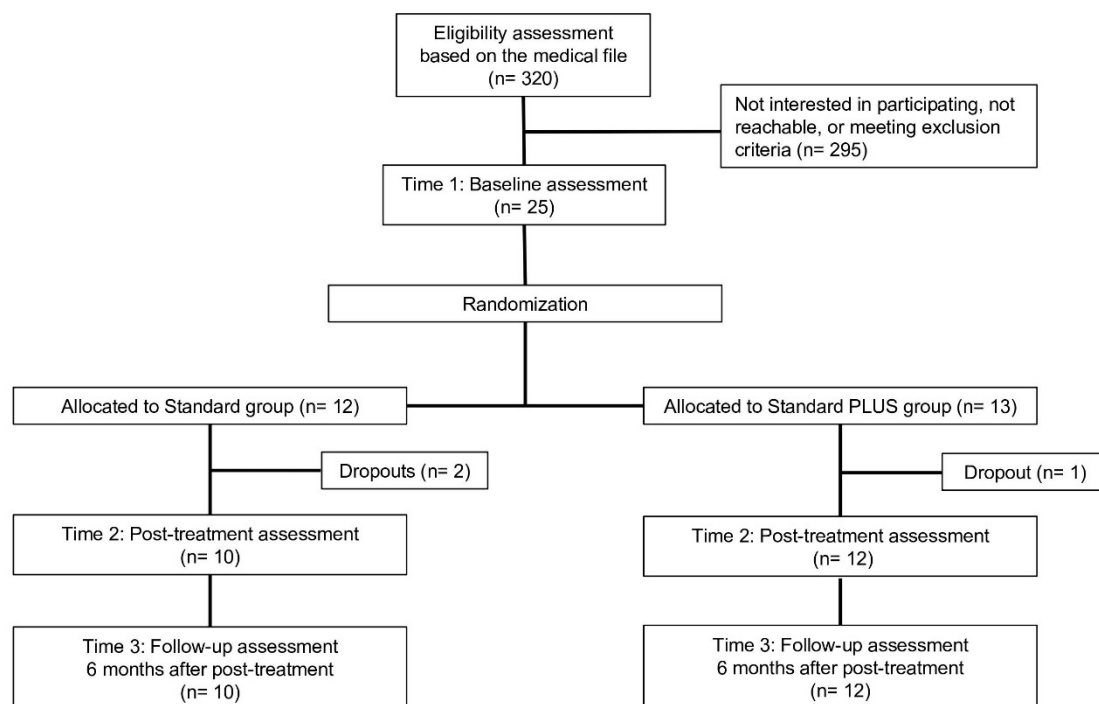 Eligibility assessment
based on the medical file
(n= 320)
Not interested in participating, not
reachable, or meeting exclusion
criteria (n= 295)
Time 1: Baseline assessment
(n= 25)
Randomization
Allocated to Standard group (n= 12)
Allocated to Standard PLUS group (n= 13)
Dropouts (n= 2)
Dropout (n= 1)
Time 2: Post-treatment assessment
(n= 10)
Time 2: Post-treatment assessment
(n= 12)
Time 3: Follow-up assessment
6 months after post-treatment
(n= 10)
Time 3: Follow-up assessment
6 months after post-treatment
(n= 12)